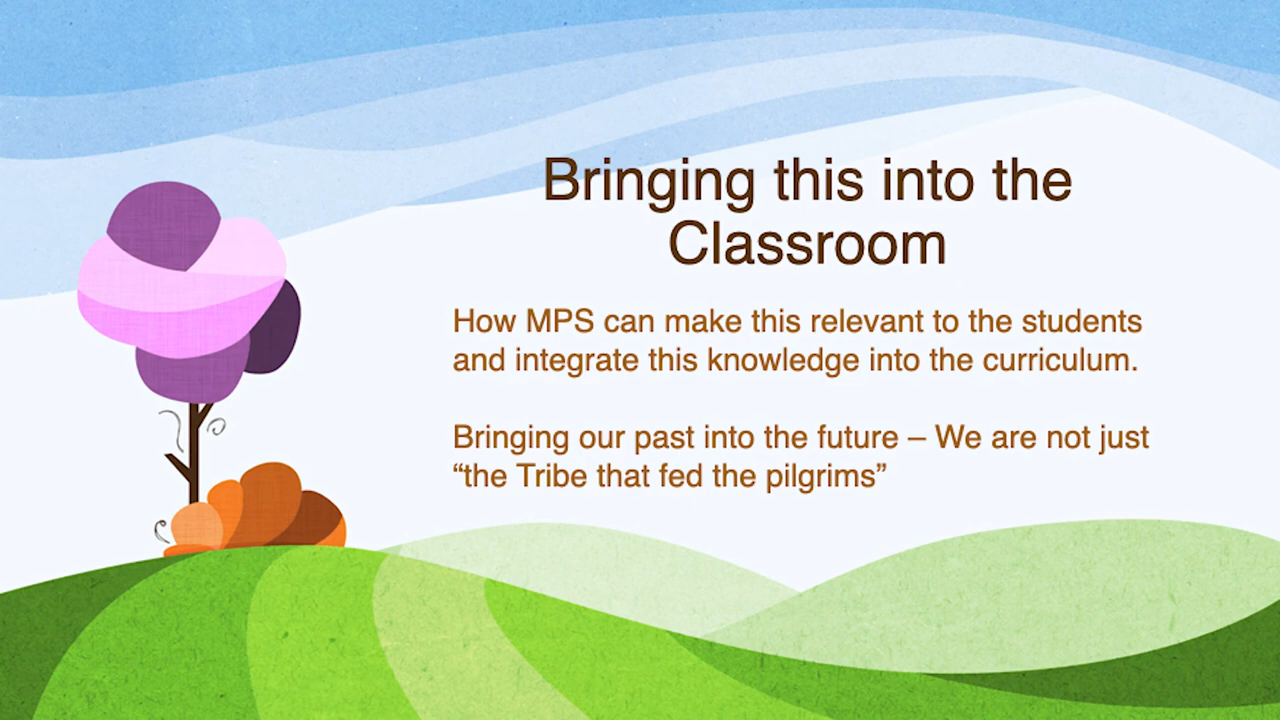 Bringing this into the
Classroom
How MPS can make this relevant to the students
and integrate this knowledge into the curriculum.
Bringing our past into the future – We are not just
“the Tribe that fed the pilgrims”